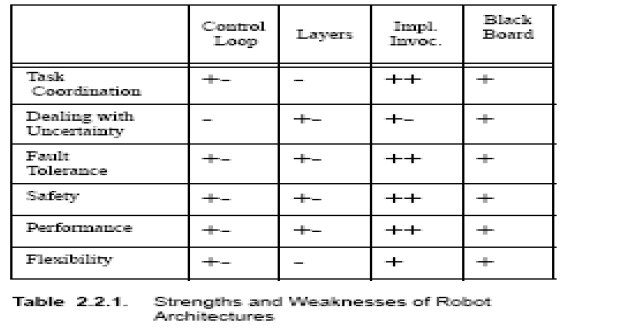 Control Loop Layers Impl. Invoc. Black Board
Task Coordination +- - ++ +
Dealing with Uncertainty - +- +- +
Fault Tolerance +- +- ++ +
Safety +- +- ++ +
Performance +- +- ++ +
Flexibility +- - + +
Table 2.2.1. Strengths and Weaknesses of Robot
Architectures